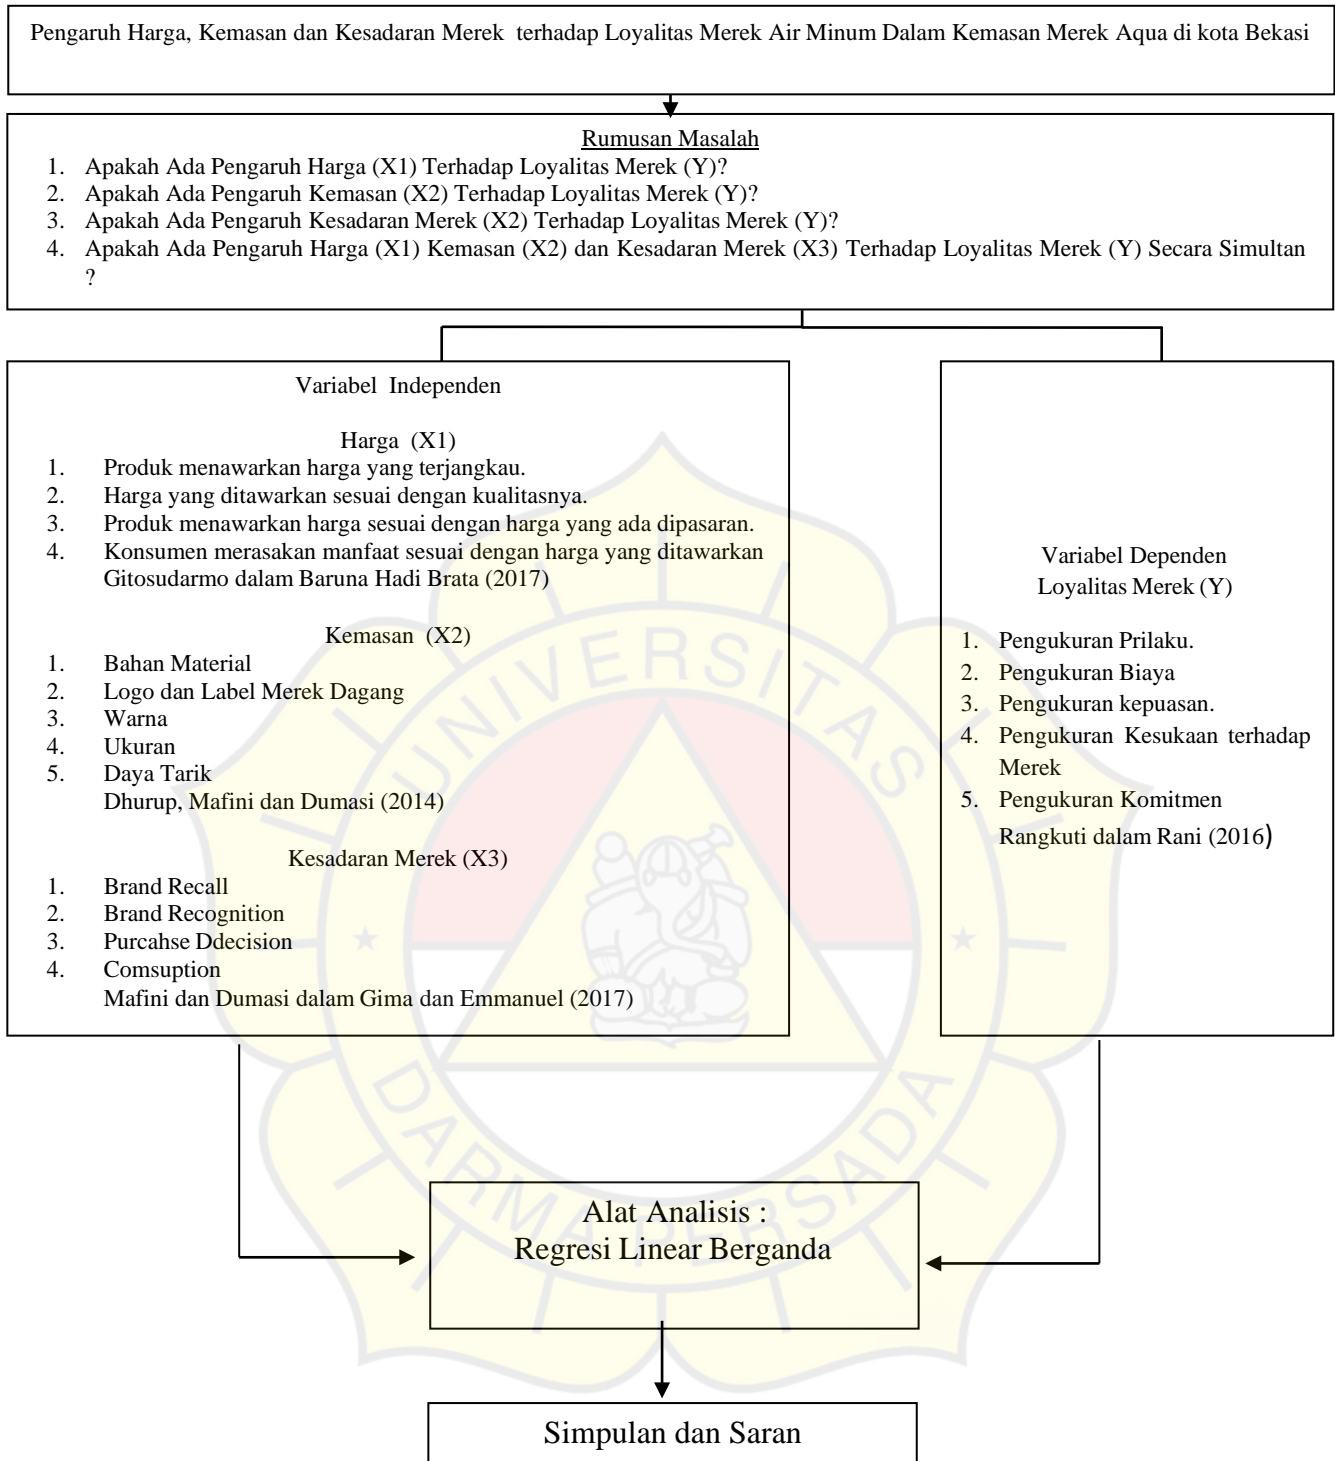 Pengaruh Harga, Kemasan dan Kesadaran Merek terhadap Loyalitas Merek Air Minum Dalam Kemasan Merek Aqua di kota Bekasi
Rumusan Masalah
1. Apakah Ada Pengaruh Harga (X1) Terhadap Loyalitas Merek (Y)?
2. Apakah Ada Pengaruh Kemasan (X2) Terhadap Loyalitas Merek (Y)?
3. Apakah Ada Pengaruh Kesadaran Merek (X2) Terhadap Loyalitas Merek (Y)?
4. Apakah Ada Pengaruh Harga (X1) Kemasan (X2) dan Kesadaran Merek (X3) Terhadap Loyalitas Merek (Y) Secara Simultan
?
Variabel Independen
Harga (X1)
1. Produk menawarkan harga yang terjangkau.
2. Harga yang ditawarkan sesuai dengan kualitasnya.
3. Produk menawarkan harga sesuai dengan harga yang ada dipasaran.
4. Konsumen merasakan manfaat sesuai dengan harga yang ditawarkan
Gitosudarmo dalam Baruna Hadi Brata (2017)
Kemasan (X2)
1. Bahan Material
2. Logo dan Label Merek Dagang
3. Warna
4. Ukuran
5. Daya Tarik
Dhurup, Mafini dan Dumasi (2014)
Kesadaran Merek (X3)
1. Brand Recall
2. Brand Recognition
3. Purcahse Ddecision
4. Comsuption
Mafini dan Dumasi dalam Gima dan Emmanuel (2017)
Variabel Dependen
Loyalitas Merek (Y)
1. Pengukuran Prilaku.
2. Pengukuran Biaya
3. Pengukuran kepuasan.
4. Pengukuran Kesukaan terhadap
Merek
5. Pengukuran Komitmen
Rangkuti dalam Rani (2016)
Alat Analisis :
Regresi Linear Berganda
Simpulan dan Saran
UNIVERSITAS
DARMA PERSADA